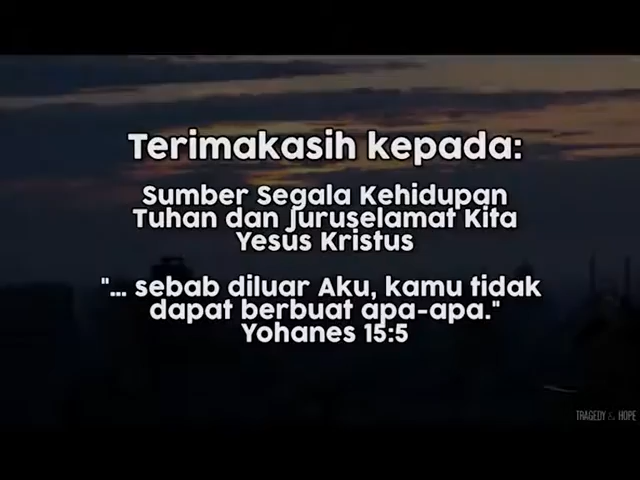 Terimakasih kepada:
Sumber Segala Kehidupan
Tuhan dan Juruselamat Kita
Yesus Kristus
"... sebab diluar Aku, kamu tidak
dapat berbuat apa-apa."
Yohanes 15:5
TRAGEDY & HOPE